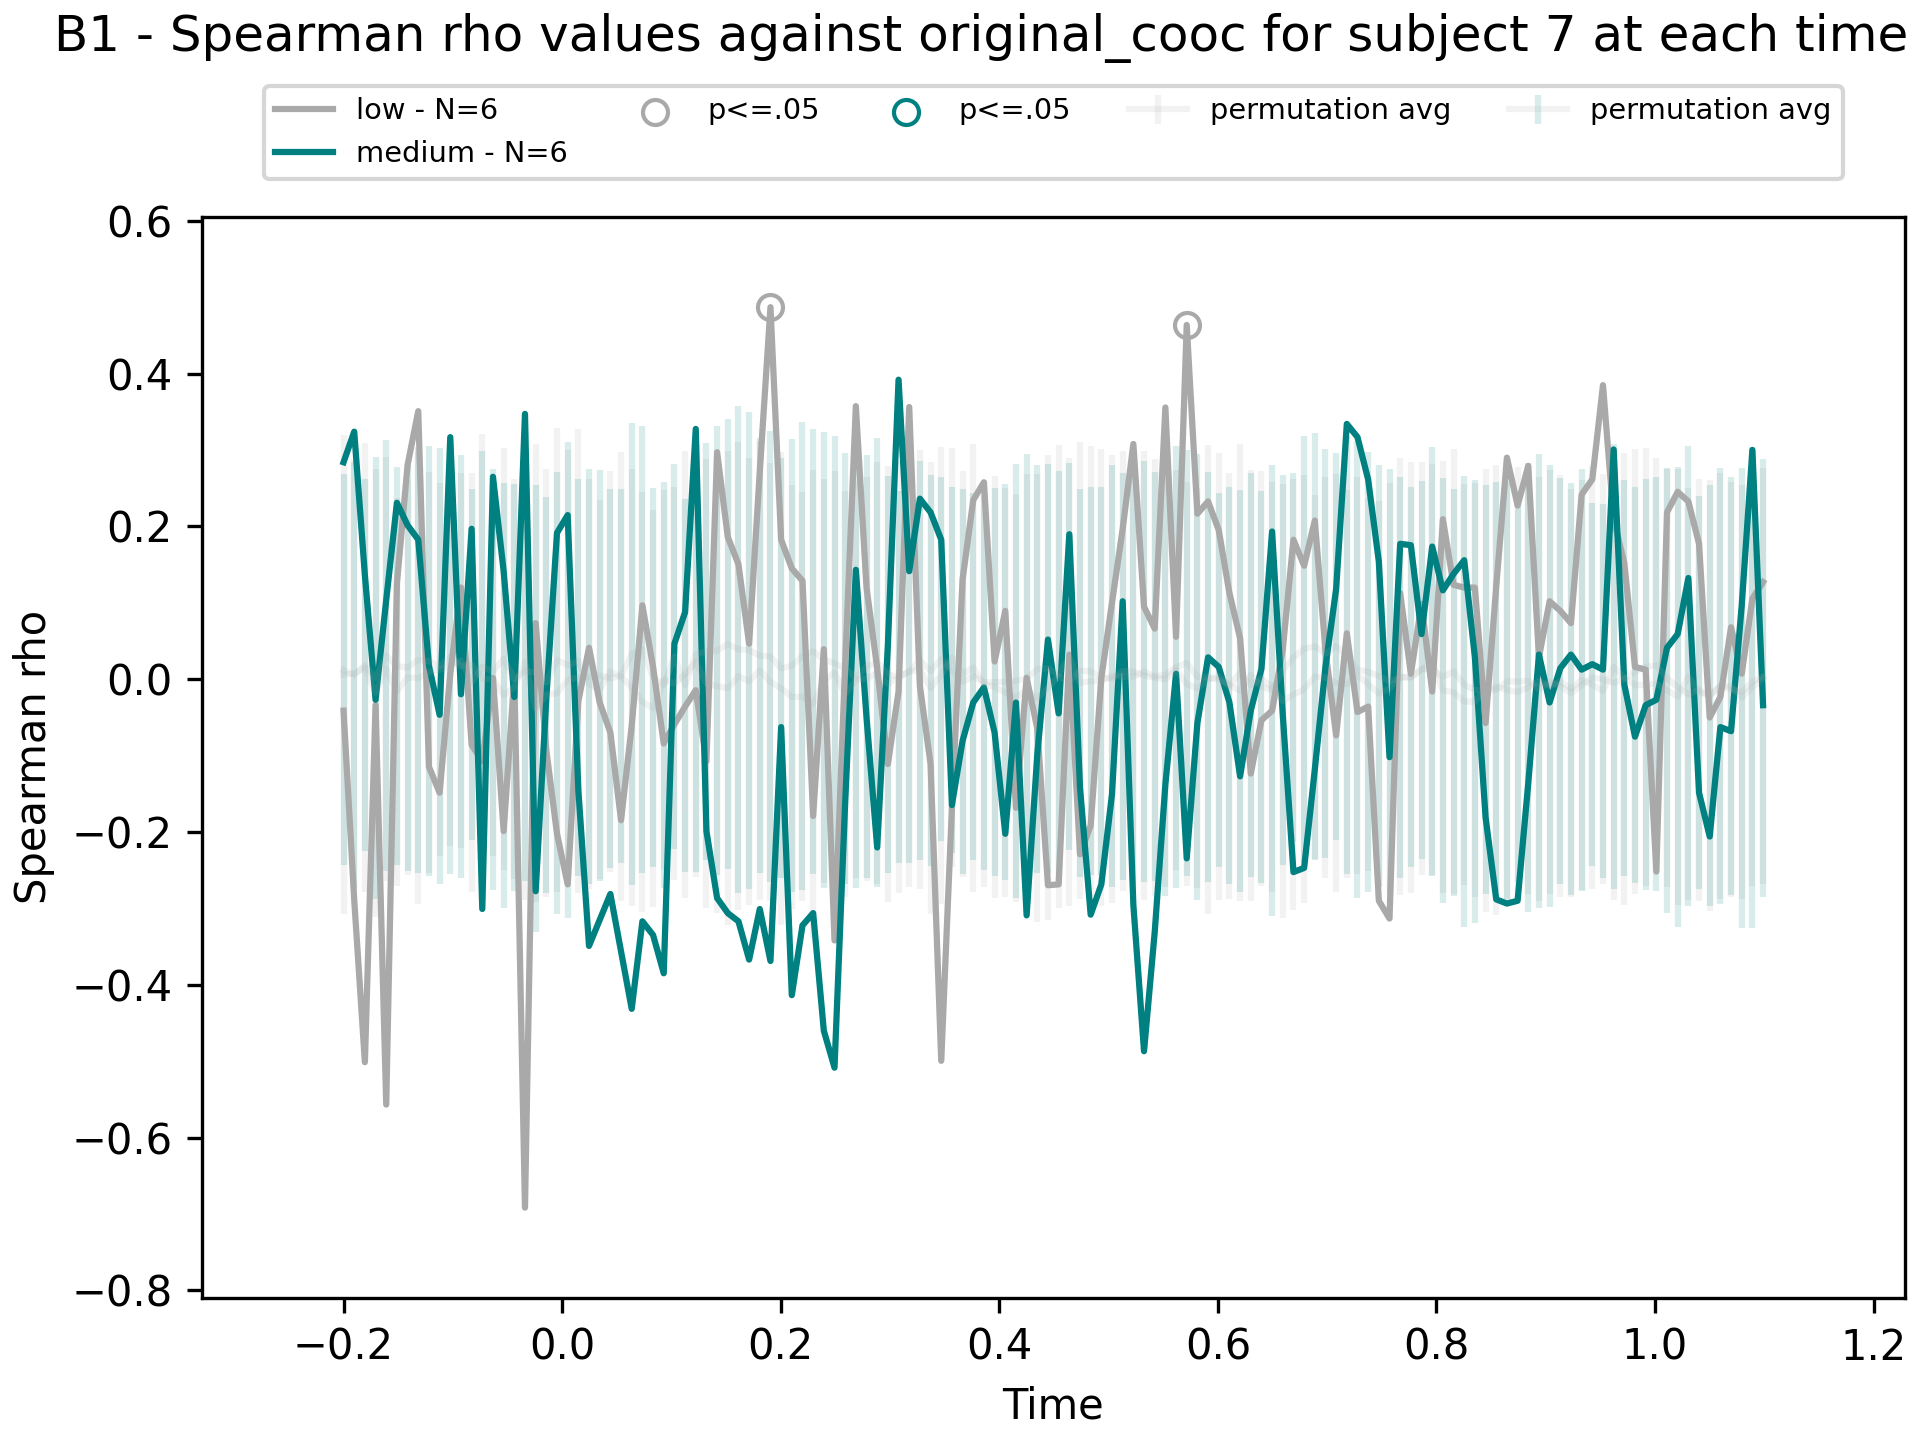 B1 - Spearman rho values against original_cooc for subject 7 at each time
low - N=6
medium - N=6
p<=.05
p<=.05
permutation avg
permutation avg
0.6
0.4
0.2
0.0
−0.2
−0.4
−0.6
−0.8
Spearman rho
−0.2
0.0
0.2
0.4
0.6
0.8
1.0
1.2
Time